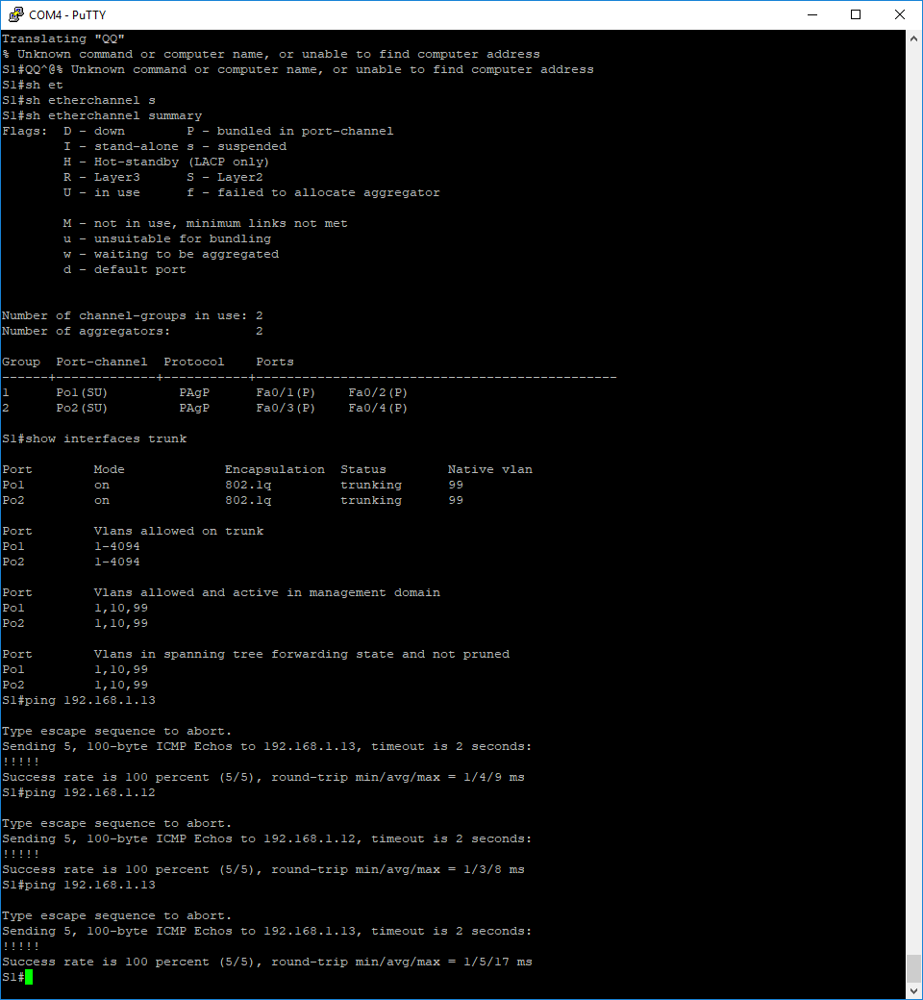 COM4 - PuTTY
Translating "QQ"
% Unknown command or computer name, or unable to find computer address
S1#QQ^@% Unknown command or computer name, or unable to find computer address
S1#sh et
S1#sh etherchannel s
S1#sh etherchannel summary
Flags:  D - down        P - bundled in port-channel
        I - stand-alone s - suspended
        H - Hot-standby (LACP only)
        R - Layer3      S - Layer2
        U - in use      f - failed to allocate aggregator
        M - not in use, minimum links not met
        u - unsuitable for bundling
        w - waiting to be aggregated
        d - default port
Number of channel-groups in use: 2
Number of aggregators:           2
Group  Port-channel  Protocol    Ports
------+-------------+-----------+-----------------------------------------------
1      Po1(SU)         PAgP      Fa0/1(P)    Fa0/2(P)
2      Po2(SU)         PAgP      Fa0/3(P)    Fa0/4(P)
S1#show interfaces trunk
Port        Mode             Encapsulation  Status        Native vlan
Po1         on               802.1q         trunking      99
Po2         on               802.1q         trunking      99
Port        Vlans allowed on trunk
Po1         1-4094
Po2         1-4094
Port        Vlans allowed and active in management domain
Po1         1,10,99
Po2         1,10,99
Port        Vlans in spanning tree forwarding state and not pruned
Po1         1,10,99
Po2         1,10,99
S1#ping 192.168.1.13
Type escape sequence to abort.
Sending 5, 100-byte ICMP Echos to 192.168.1.13, timeout is 2 seconds:
!!!!!
Success rate is 100 percent (5/5), round-trip min/avg/max = 1/4/9 ms
S1#ping 192.168.1.12
Type escape sequence to abort.
Sending 5, 100-byte ICMP Echos to 192.168.1.12, timeout is 2 seconds:
!!!!!
Success rate is 100 percent (5/5), round-trip min/avg/max = 1/3/8 ms
S1#ping 192.168.1.13
Type escape sequence to abort.
Sending 5, 100-byte ICMP Echos to 192.168.1.13, timeout is 2 seconds:
!!!!!
Success rate is 100 percent (5/5), round-trip min/avg/max = 1/5/17 ms
S1#